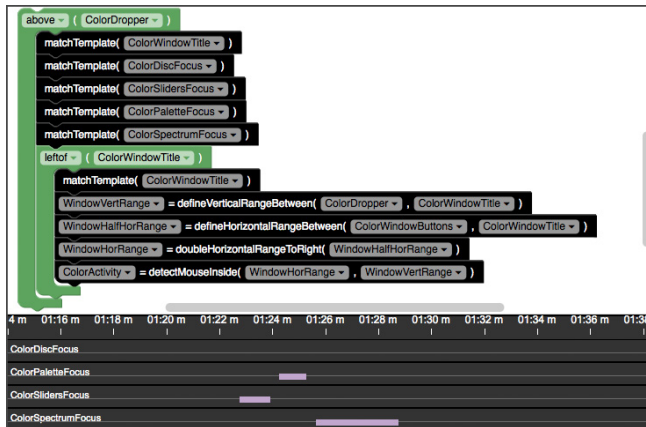 above ( ColorDropper )
matchTemplate( ColorWindowTitle )
matchTemplate( ColorDiscFocus )
matchTemplate( ColorSlidersFocus )
matchTemplate( ColorPaletteFocus )
matchTemplate( ColorSpectrumFocus )
leftof ( ColorWindowTitle )
matchTemplate( ColorWindowTitle )
WindowVertRange = defineVerticalRangeBetween( ColorDropper , ColorWindowTitle )
WindowHalfHorRange = defineHorizontalRangeBetween( ColorWindowButtons , ColorWindowTitle )
WindowHorRange = doubleHorizontalRangeToRight( WindowHalfHorRange )
ColorActivity = detectMouseInside( WindowHorRange , WindowVertRange )
4 m 01:16 m 01:18 m 01:20 m 01:22 m 01:24 m 01:26 m 01:28 m 01:30 m 01:32 m 01:34 m 01:36 m 01:38
ColorDiscFocus
ColorPaletteFocus
ColorSlidersFocus
ColorSpectrumFocus